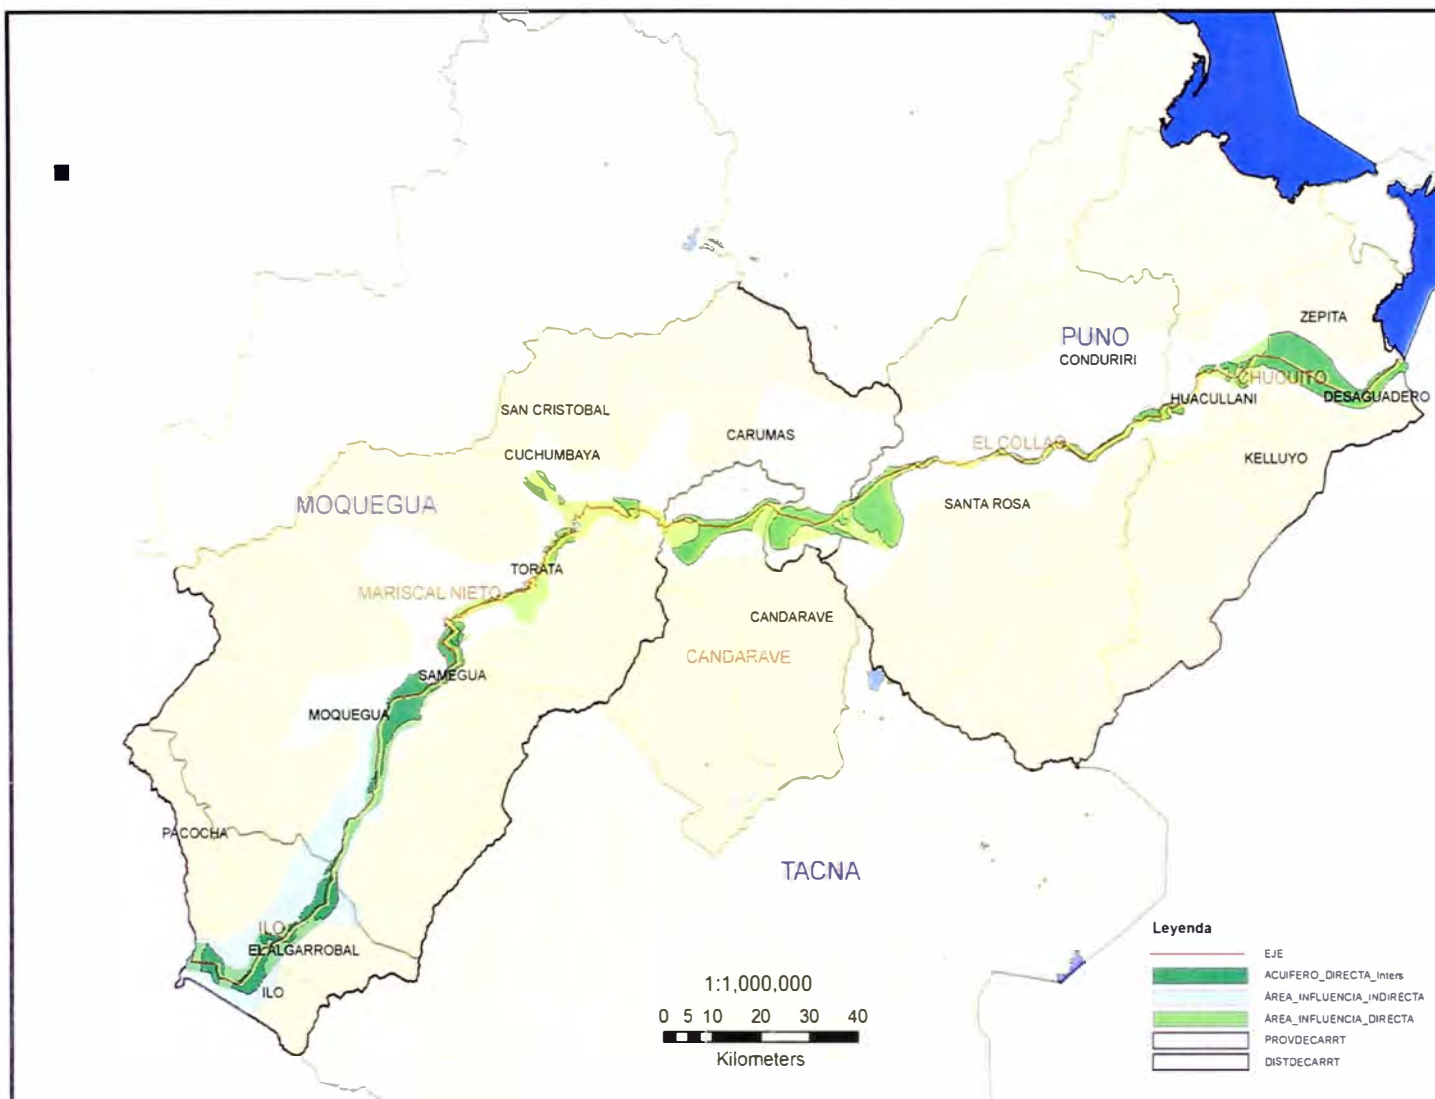 ZEPITA
PUNO
CONDURIRI
CHUQUITO
HUACULLANI
DESAGUADERO
SAN CRISTOBAL
CARUMAS
EL COLLAO
CUCHUMBAYA
KELLUYO
MOQUEGUA
SANTA ROSA
TORATA
MARISCAL NIETO
CANDARAVE
CANDARAVE
SAMEGUA
MOQUEGUA
PACOCHA
TACNA
ILO
EL ALGARROBAL
ILO
1:1,000,000
0 5 10 20 30 40
Kilometers
Leyenda
EJE
ACUIFERO_DIRECTA_Inters
ÁREA_INFLUENCIA_INDIRECTA
ÁREA_INFLUENCIA_DIRECTA
PROVDECARRT
DISTDECARRT